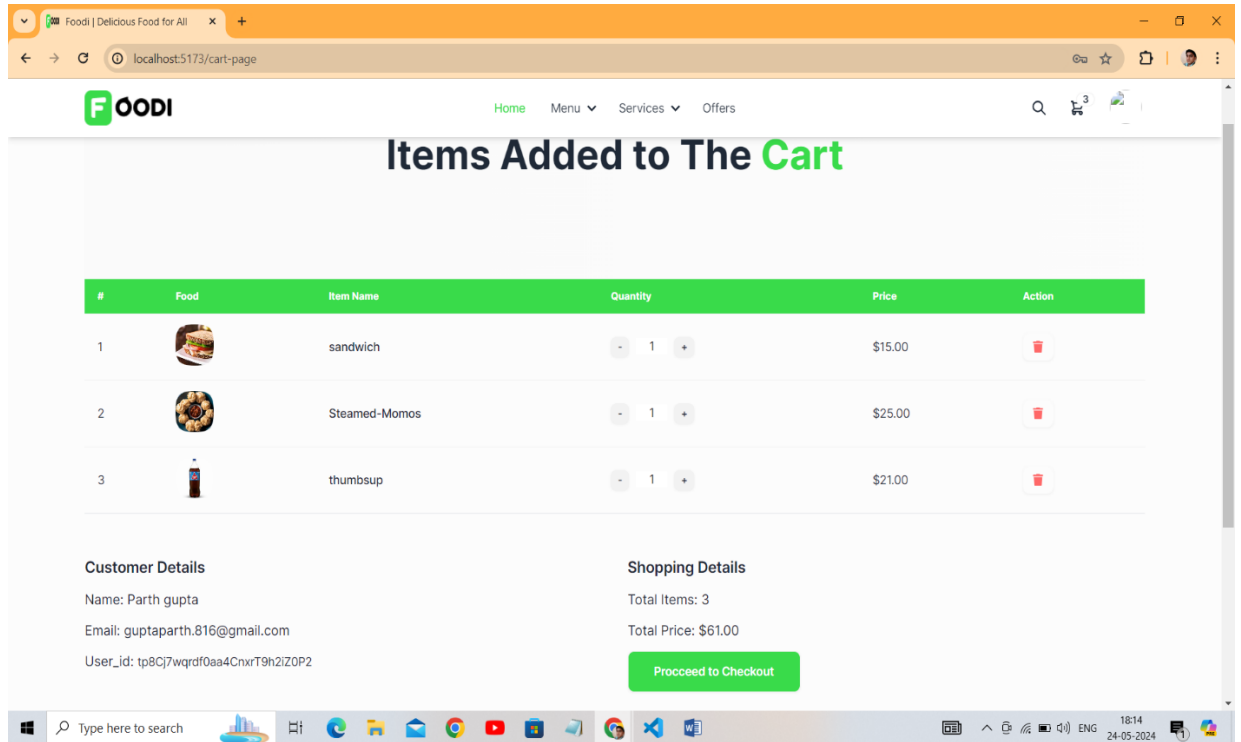 Foodi | Delicious Food for All
localhost:5173/cart-page
FOODI Home Menu Services Offers 3
Items Added to The Cart
# Food Item Name Quantity Price Action
1 sandwich - 1 + $15.00
2 Steamed-Momos - 1 + $25.00
3 thumbsup - 1 + $21.00
Customer Details Shopping Details
Name: Parth gupta Total Items: 3
Email: guptaparth.816@gmail.com Total Price: $61.00
User_id: tp8Cj7wqrdf0aa4CnxrT9h2iZ0P2
Procceed to Checkout
Type here to search ENG 18:14
24-05-2024 1